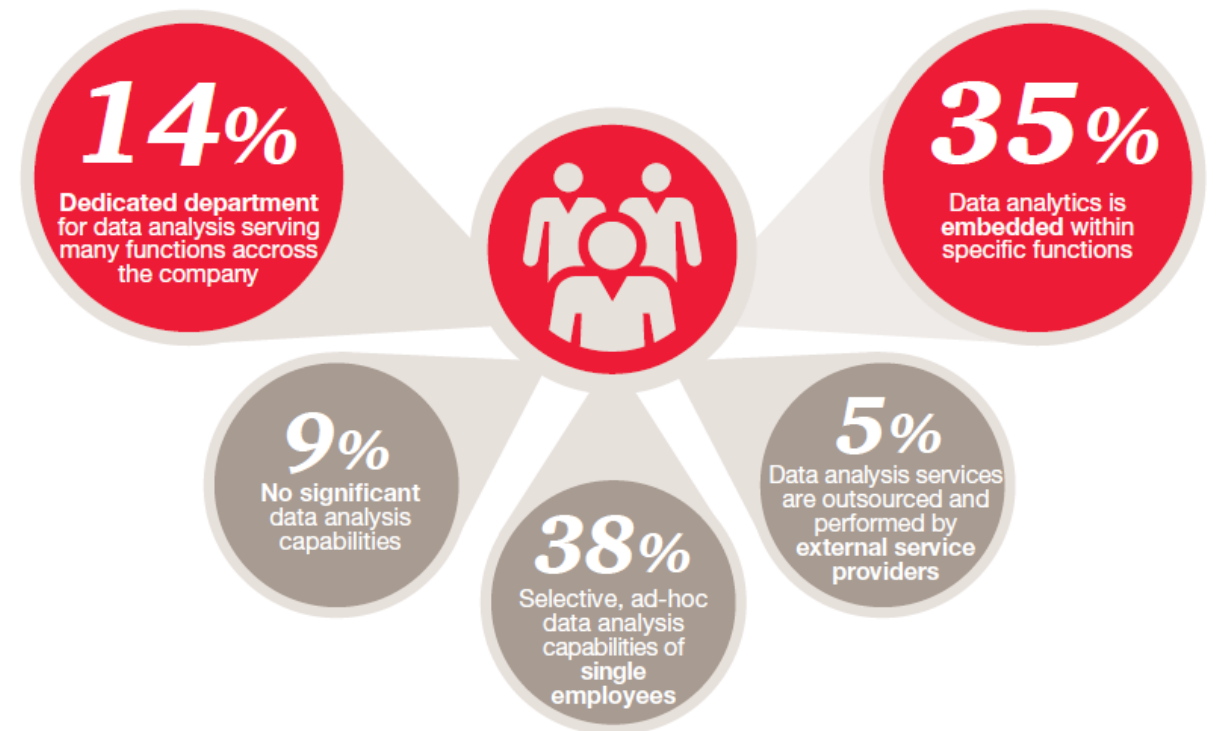 14%
Dedicated department
for data analysis serving
many functions accross
the company
35%
Data analytics is
embedded within
specific functions
9%
No significant
data analysis
capabilities
38%
Selective, ad-hoc
data analysis
capabilities of
single
employees
5%
Data analysis services
are outsourced and
performed by
external service
providers